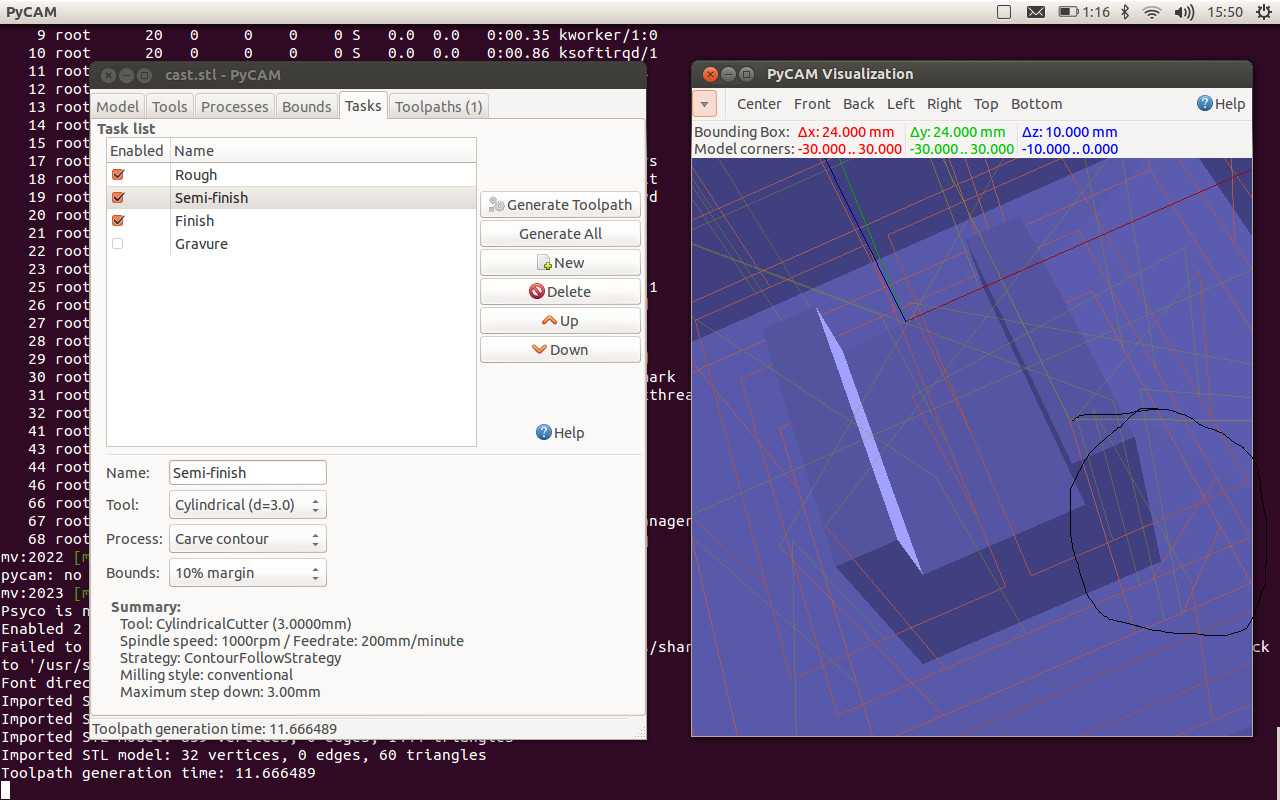 PyCAM
1:16
15:50
9 root 20 0 0 0 0 S 0.0 0.0 0:00.35 kworker/1:0
10 root 20 0 0 0 0 S 0.0 0.0 0:00.86 ksoftirqd/1
11 root
12 root
13 root
14 root
15 root
17 root
18 root
19 root
20 root
21 root
22 root
23 root
25 root
26 root
27 root
28 root
29 root
30 root
31 root
32 root
41 root
43 root
44 root
46 root
66 root
67 root
68 root
mv:2022
pycam: no
mv:2023
Psyco is n
Enabled 2
Failed to
to '/usr/s
Font direc
Imported S
Imported S
Imported STL model: 32 vertices, 0 edges, 60 triangles
Toolpath generation time: 11.666489
cast.stl - PyCAM
Model Tools Processes Bounds Tasks Toolpaths (1)
Task list
Enabled Name
Rough
Semi-finish
Finish
Gravure
Generate Toolpath
Generate All
New
Delete
Up
Down
Help
Name: Semi-finish
Tool: Cylindrical (d=3.0)
Process: Carve contour
Bounds: 10% margin
Summary:
Tool: CylindricalCutter (3.0000mm)
Spindle speed: 1000rpm / Feedrate: 200mm/minute
Strategy: ContourFollowStrategy
Milling style: conventional
Maximum step down: 3.00mm
Toolpath generation time: 11.666489
PyCAM Visualization
Center Front Back Left Right Top Bottom Help
Bounding Box: Δx: 24.000 mm Δy: 24.000 mm Δz: 10.000 mm
Model corners: -30.000 .. 30.000 -30.000 .. 30.000 -10.000 .. 0.000